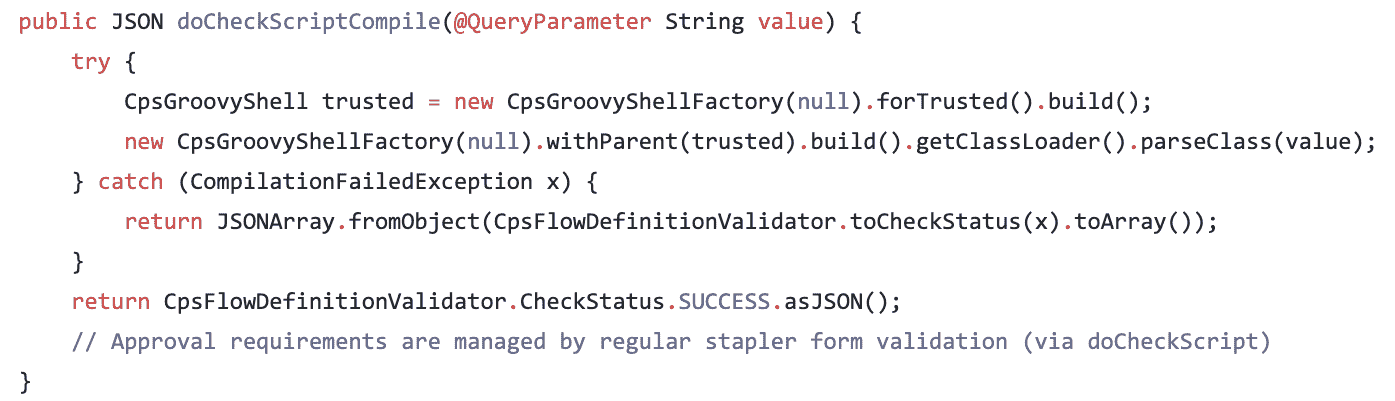 public JSON doCheckScriptCompile(@QueryParameter String value) {
    try {
        CpsGroovyShell trusted = new CpsGroovyShellFactory(null).forTrusted().build();
        new CpsGroovyShellFactory(null).withParent(trusted).build().getClassLoader().parseClass(value);
    } catch (CompilationFailedException x) {
        return JSONArray.fromObject(CpsFlowDefinitionValidator.toCheckStatus(x).toArray());
    }
    return CpsFlowDefinitionValidator.CheckStatus.SUCCESS.asJSON();
    // Approval requirements are managed by regular stapler form validation (via doCheckScript)
}